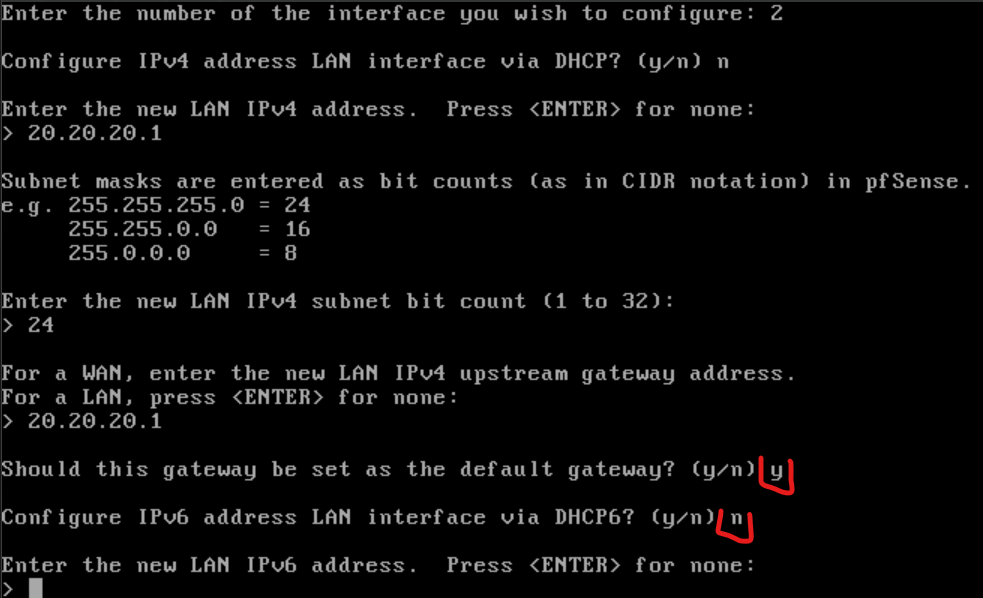 Enter the number of the interface you wish to configure: 2
Configure IPv4 address LAN interface via DHCP? (y/n) n
Enter the new LAN IPv4 address.  Press <ENTER> for none:
> 20.20.20.1
Subnet masks are entered as bit counts (as in CIDR notation) in pfSense.
e.g. 255.255.255.0 = 24
     255.255.0.0   = 16
     255.0.0.0     = 8
Enter the new LAN IPv4 subnet bit count (1 to 32):
> 24
For a WAN, enter the new LAN IPv4 upstream gateway address.
For a LAN, press <ENTER> for none:
> 20.20.20.1
Should this gateway be set as the default gateway? (y/n) y
Configure IPv6 address LAN interface via DHCP6? (y/n) n
Enter the new LAN IPv6 address.  Press <ENTER> for none:
>